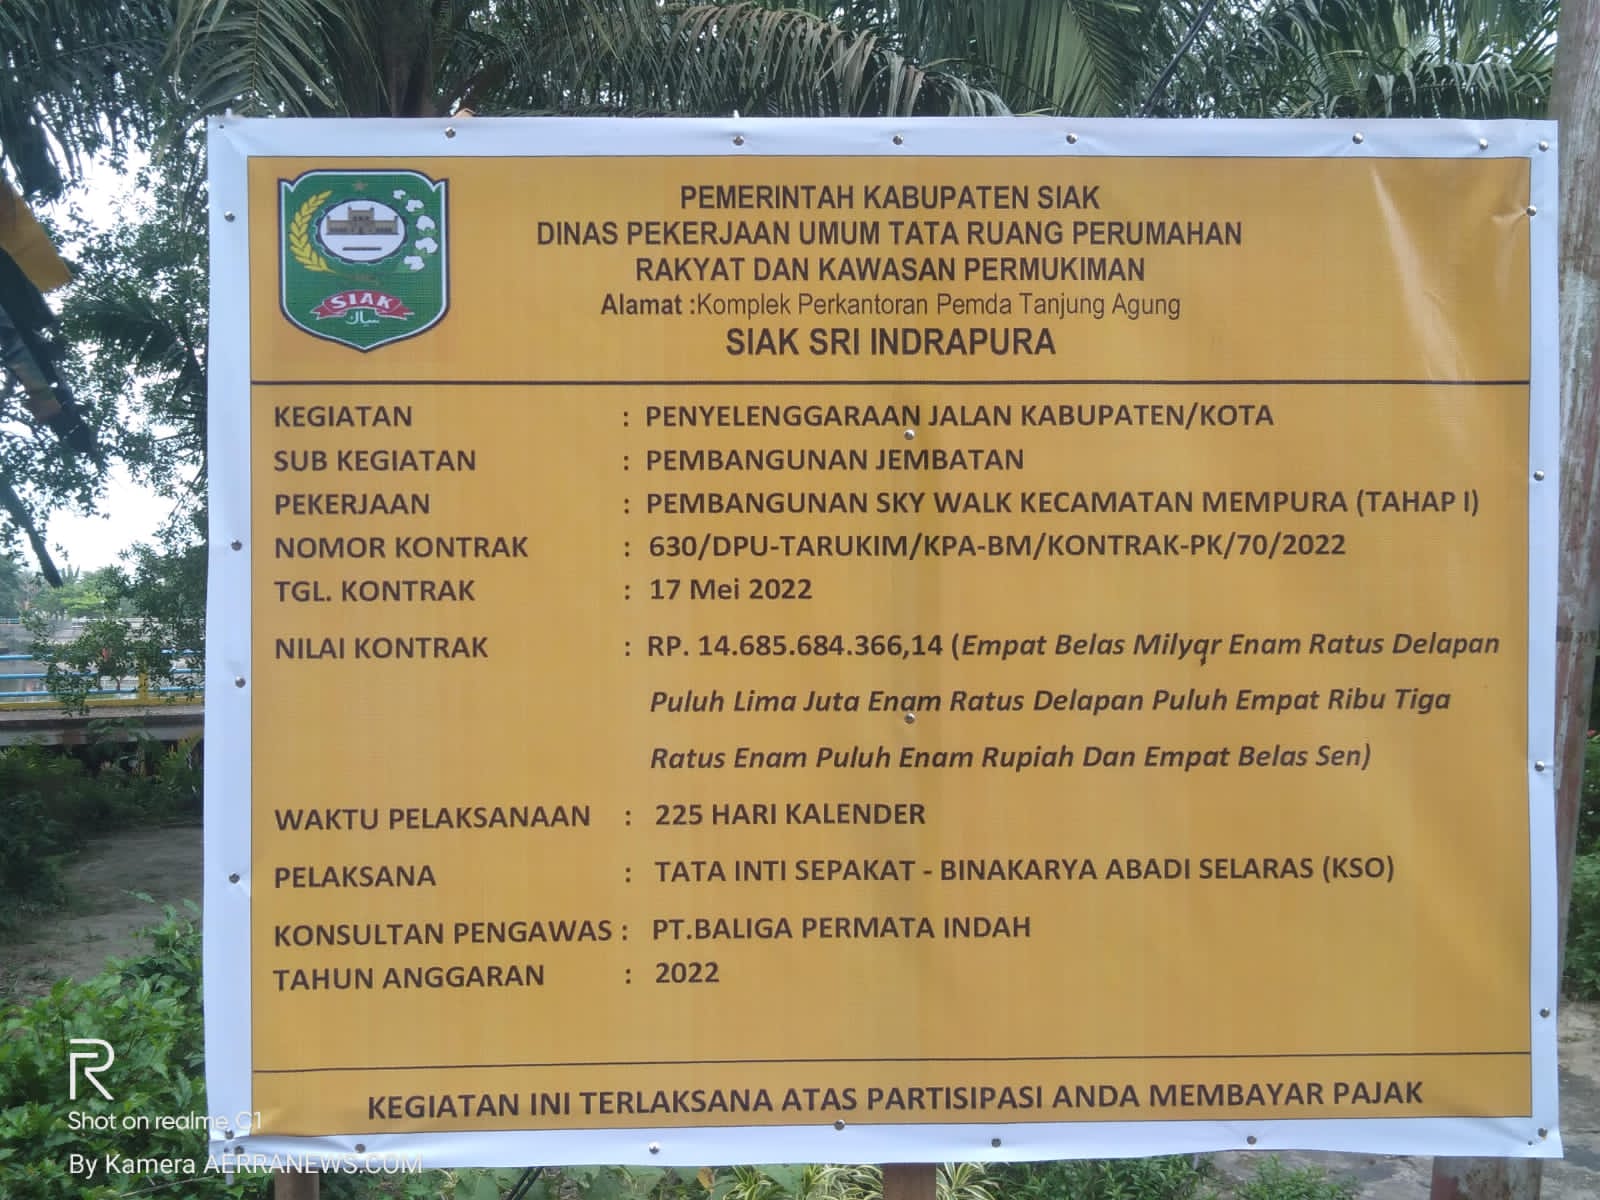 PEMERINTAH KABUPATEN SIAK
DINAS PEKERJAAN UMUM TATA RUANG PERUMAHAN
RAKYAT DAN KAWASAN PERMUKIMAN
Alamat :Komplek Perkantoran Pemda Tanjung Agung
SIAK SRI INDRAPURA
SIAK
سياك
KEGIATAN : PENYELENGGARAAN JALAN KABUPATEN/KOTA
SUB KEGIATAN : PEMBANGUNAN JEMBATAN
PEKERJAAN : PEMBANGUNAN SKY WALK KECAMATAN MEMPURA (TAHAP I)
NOMOR KONTRAK : 630/DPU-TARUKIM/KPA-BM/KONTRAK-PK/70/2022
TGL. KONTRAK : 17 Mei 2022
NILAI KONTRAK : RP. 14.685.684.366,14 (Empat Belas Milyar Enam Ratus Delapan
Puluh Lima Juta Enam Ratus Delapan Puluh Empat Ribu Tiga
Ratus Enam Puluh Enam Rupiah Dan Empat Belas Sen)
WAKTU PELAKSANAAN : 225 HARI KALENDER
PELAKSANA : TATA INTI SEPAKAT - BINAKARYA ABADI SELARAS (KSO)
KONSULTAN PENGAWAS : PT.BALIGA PERMATA INDAH
TAHUN ANGGARAN : 2022
KEGIATAN INI TERLAKSANA ATAS PARTISIPASI ANDA MEMBAYAR PAJAK
R
Shot on realme C1
By Kamera AERRANEWS.COM